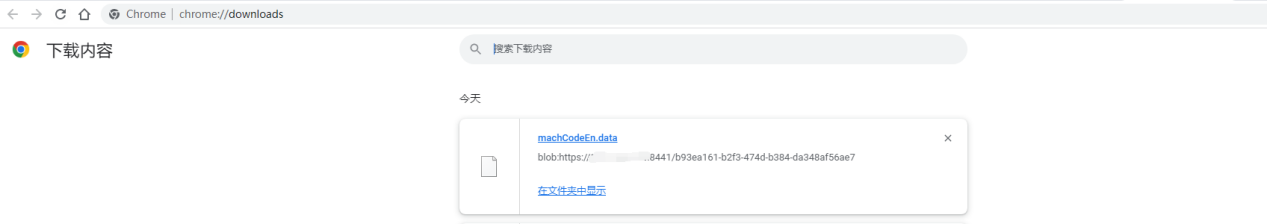 Chrome | chrome://downloads
下载内容
搜索下载内容
今天
machCodeEn.data
blob:https:// .8441/b93ea161-b2f3-474d-b384-da348af56ae7
在文件夹中显示